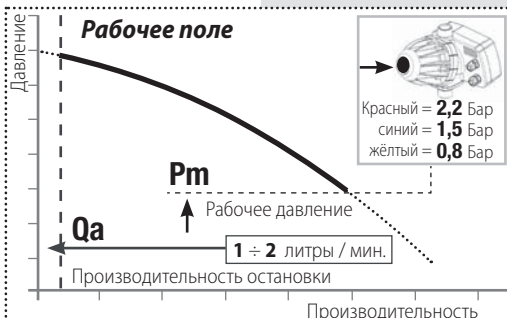 Рабочее поле
Давление
Красный = 2,2 Бар
синий = 1,5 Бар
жёлтый = 0,8 Бар
Pm
Рабочее давление
Qa
1 ÷ 2 литры / мин.
Производительность остановки
Производительность